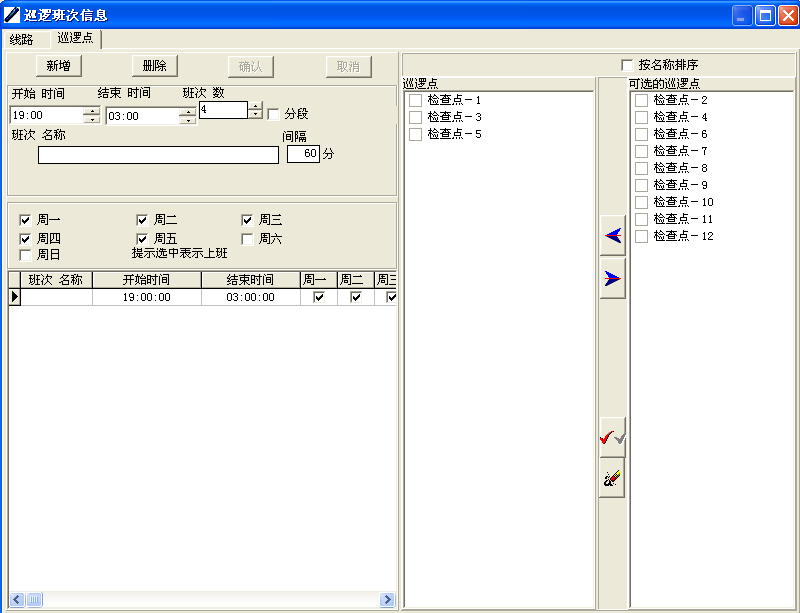 巡逻班次信息
线路 巡逻点
新增 删除 确认 取消
开始 时间 结束 时间 班次 数
19:00 03:00 4 分段
班次 名称 间隔
60 分
周一 周二 周三
周四 周五 周六
周日 提示选中表示上班
班次 名称 开始时间 结束时间 周一 周二 周三
19:00:00 03:00:00
按名称排序
巡逻点
检查点－1
检查点－3
检查点－5
可选的巡逻点
检查点－2
检查点－4
检查点－6
检查点－7
检查点－8
检查点－9
检查点－10
检查点－11
检查点－12